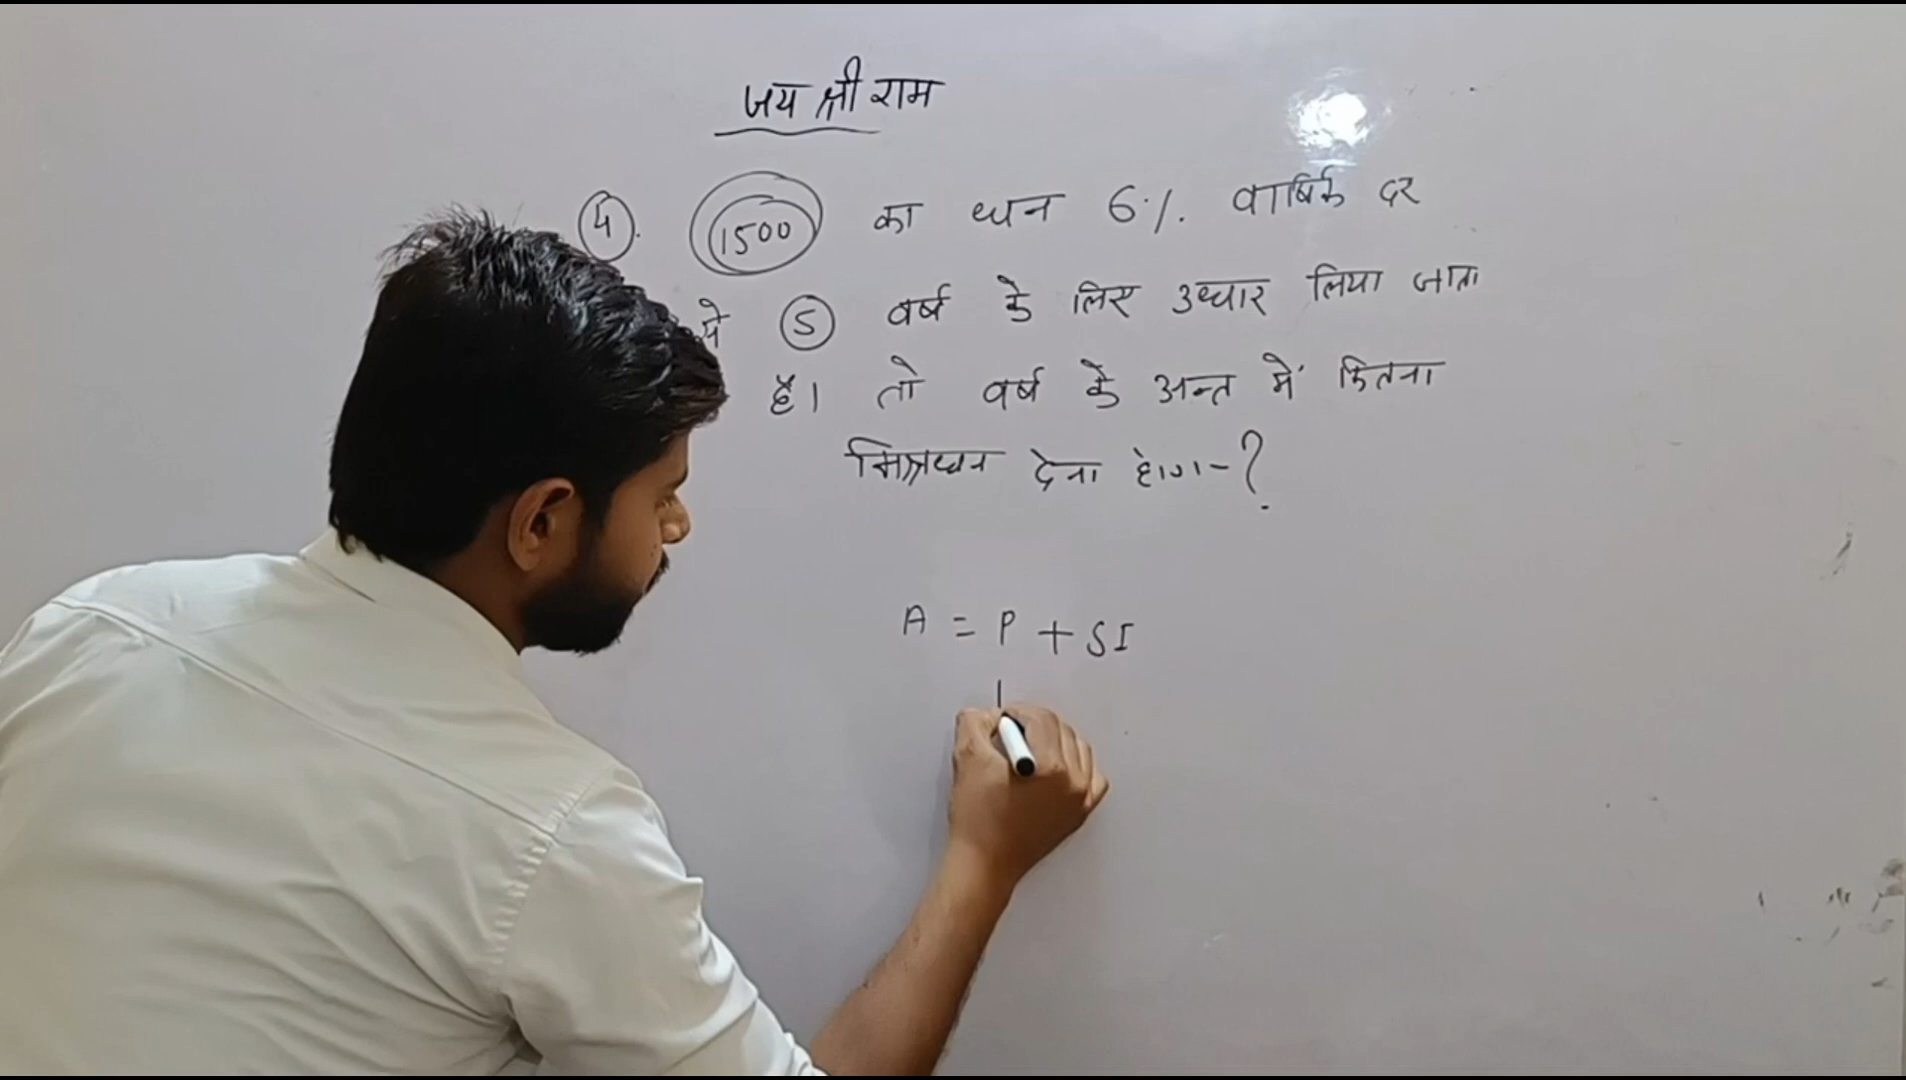 जय श्री राम
4. 1500 का धन 6%. वार्षिक दर
से 5 वर्ष के लिए उधार लिया जाता
है। तो वर्ष के अन्त में कितना
मिश्रधन देना होगा-?
A = P + SI